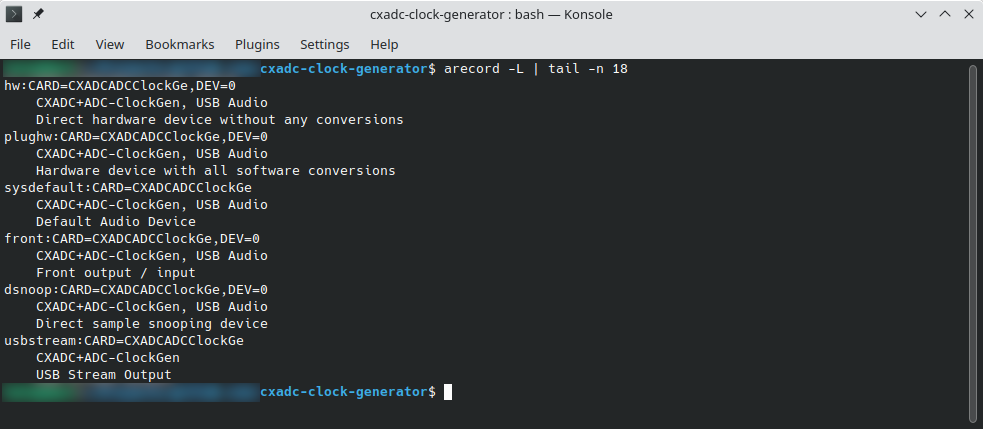 cxadc-clock-generator : bash — Konsole
File Edit View Bookmarks Plugins Settings Help
cxadc-clock-generator$ arecord -L | tail -n 18
hw:CARD=CXADCADCClockGe,DEV=0
    CXADC+ADC-ClockGen, USB Audio
    Direct hardware device without any conversions
plughw:CARD=CXADCADCClockGe,DEV=0
    CXADC+ADC-ClockGen, USB Audio
    Hardware device with all software conversions
sysdefault:CARD=CXADCADCClockGe
    CXADC+ADC-ClockGen, USB Audio
    Default Audio Device
front:CARD=CXADCADCClockGe,DEV=0
    CXADC+ADC-ClockGen, USB Audio
    Front output / input
dsnoop:CARD=CXADCADCClockGe,DEV=0
    CXADC+ADC-ClockGen, USB Audio
    Direct sample snooping device
usbstream:CARD=CXADCADCClockGe
    CXADC+ADC-ClockGen
    USB Stream Output
cxadc-clock-generator$